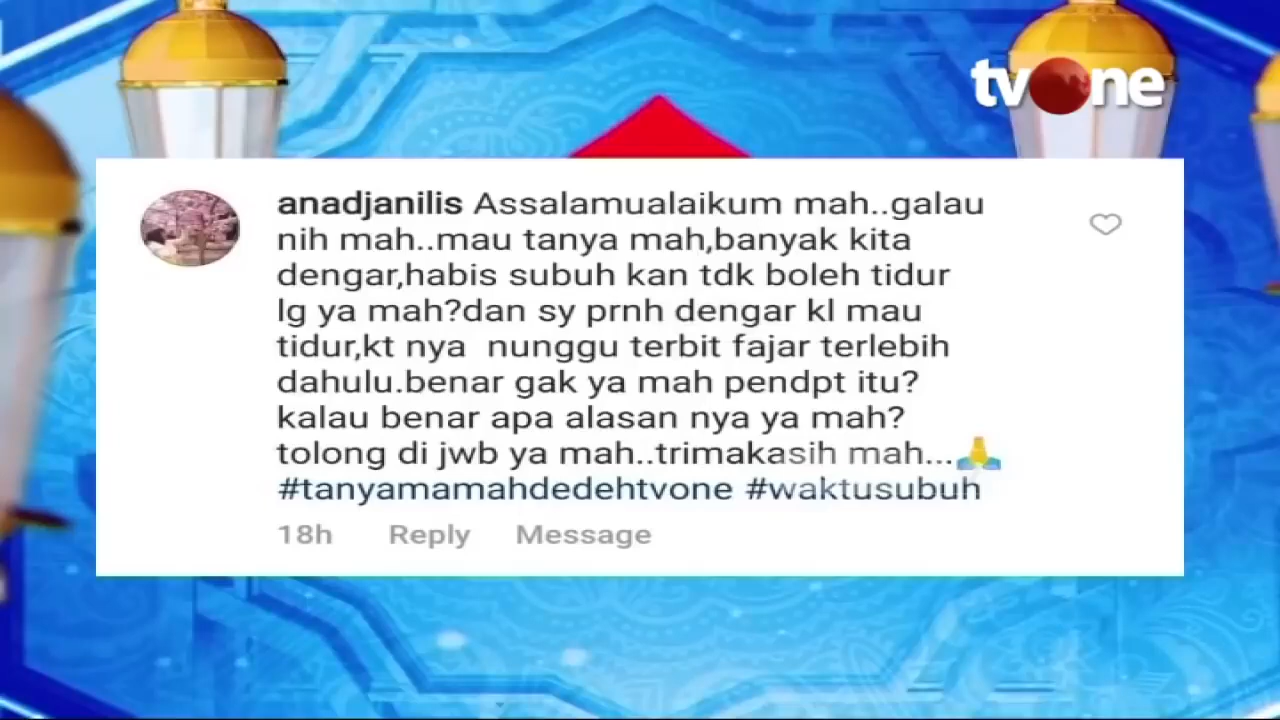 tvOne
anadjanilis Assalamualaikum mah..galau
nih mah..mau tanya mah,banyak kita
dengar,habis subuh kan tdk boleh tidur
lg ya mah?dan sy prnh dengar kl mau
tidur,kt nya  nunggu terbit fajar terlebih
dahulu.benar gak ya mah pendpt itu?
kalau benar apa alasan nya ya mah?
tolong di jwb ya mah..trimakasih mah...🙏
#tanyamamahdedehtvone #waktusubuh
18h Reply Message